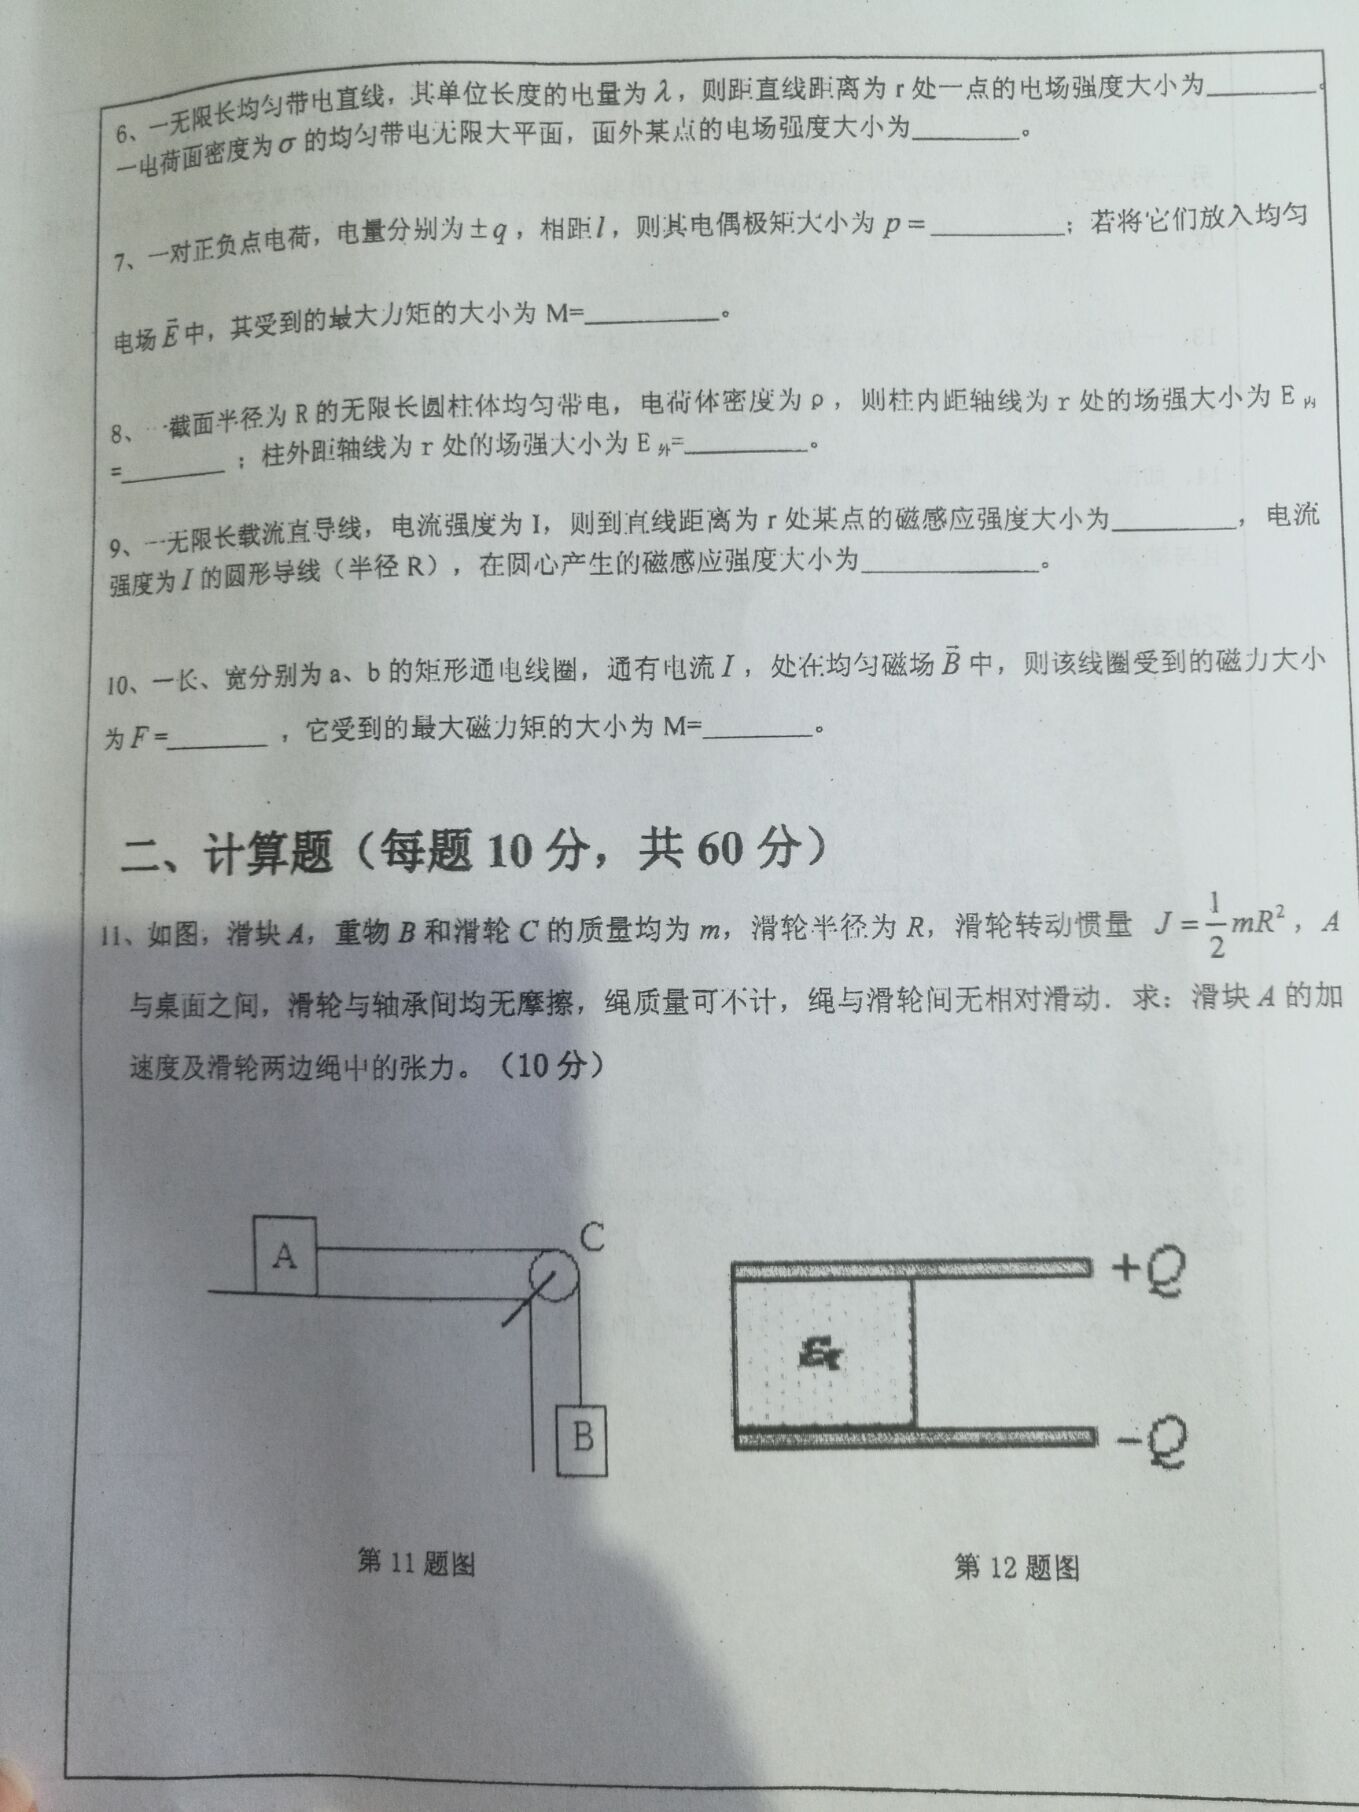 6、一无限长均匀带电直线，其单位长度的电量为λ，则距直线距离为 r 处一点的电场强度大小为________。
一电荷面密度为σ的均匀带电无限大平面，面外某点的电场强度大小为________。
7、一对正负点电荷，电量分别为±q，相距l，则其电偶极矩大小为 p=__________；若将它们放入均匀
电场E⃗中，其受到的最大力矩的大小为 M=__________。
8、一截面半径为 R 的无限长圆柱体均匀带电，电荷体密度为ρ，则柱内距轴线为 r 处的场强大小为 E内
=________；柱外距轴线为 r 处的场强大小为 E外=_________。
9、一无限长载流直导线，电流强度为 I，则到直线距离为 r 处某点的磁感应强度大小为_________，电流
强度为 I 的圆形导线（半径 R），在圆心产生的磁感应强度大小为_____________。
10、一长、宽分别为 a、b 的矩形通电线圈，通有电流 I，处在均匀磁场B⃗中，则该线圈受到的磁力大小
为 F=_______，它受到的最大磁力矩的大小为 M=________。
二、计算题（每题 10 分，共 60 分）
11、如图，滑块 A，重物 B 和滑轮 C 的质量均为 m，滑轮半径为 R，滑轮转动惯量 J=1/2mR²，A
与桌面之间，滑轮与轴承间均无摩擦，绳质量可不计，绳与滑轮间无相对滑动．求：滑块 A 的加
速度及滑轮两边绳中的张力。（10 分）
A
C
B
+Q
εr
-Q
第 11 题图
第 12 题图